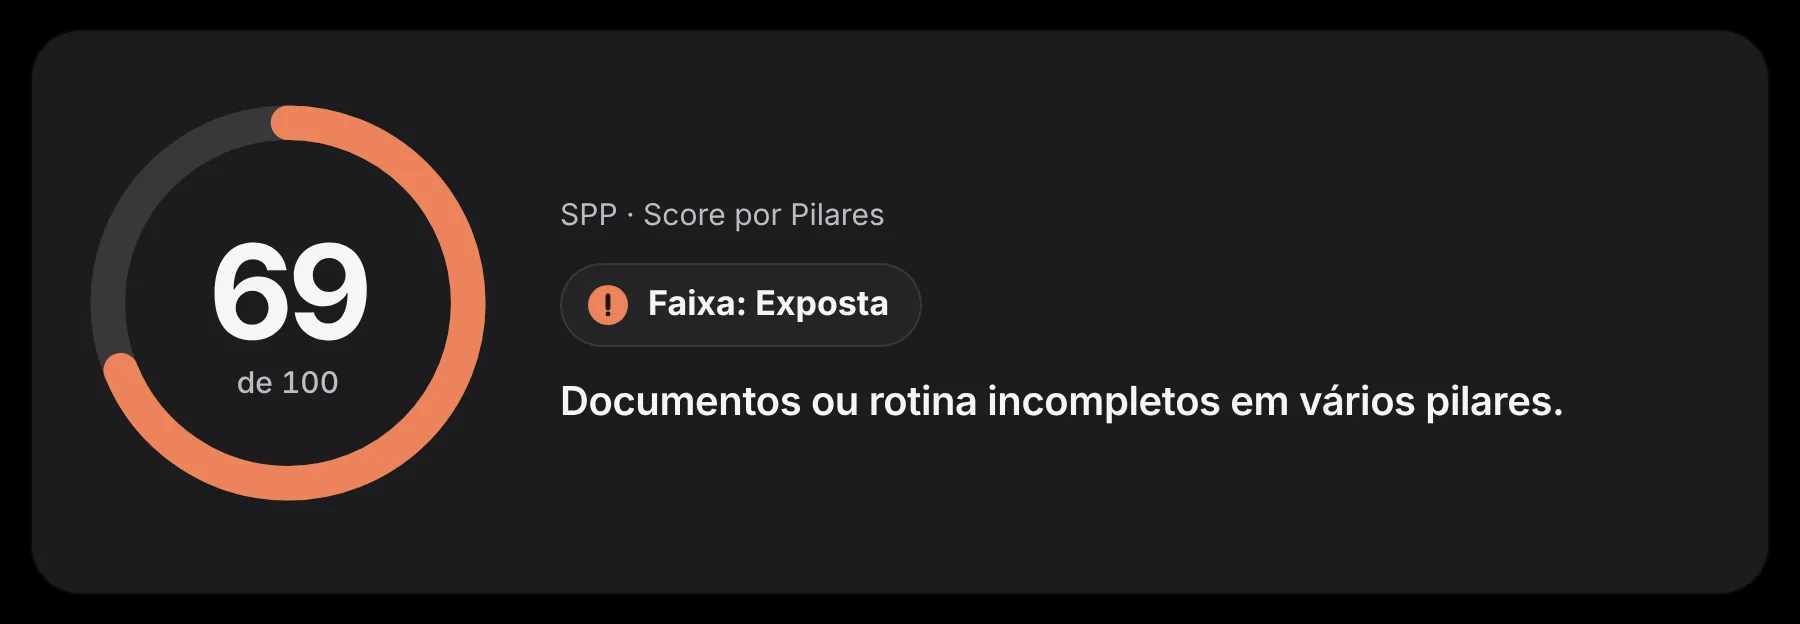 69
de 100
SPP · Score por Pilares
Faixa: Exposta
Documentos ou rotina incompletos em vários pilares.